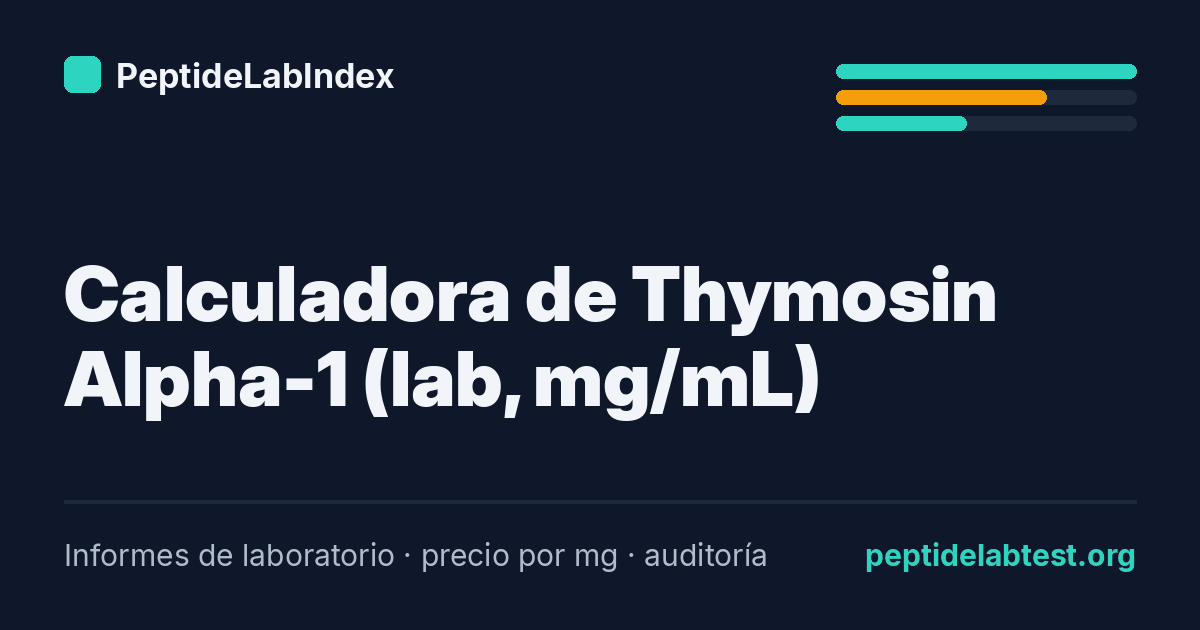 PeptideLabIndex
Calculadora de Thymosin
Alpha-1 (lab, mg/mL)
Informes de laboratorio · precio por mg · auditoría
peptidelabtest.org